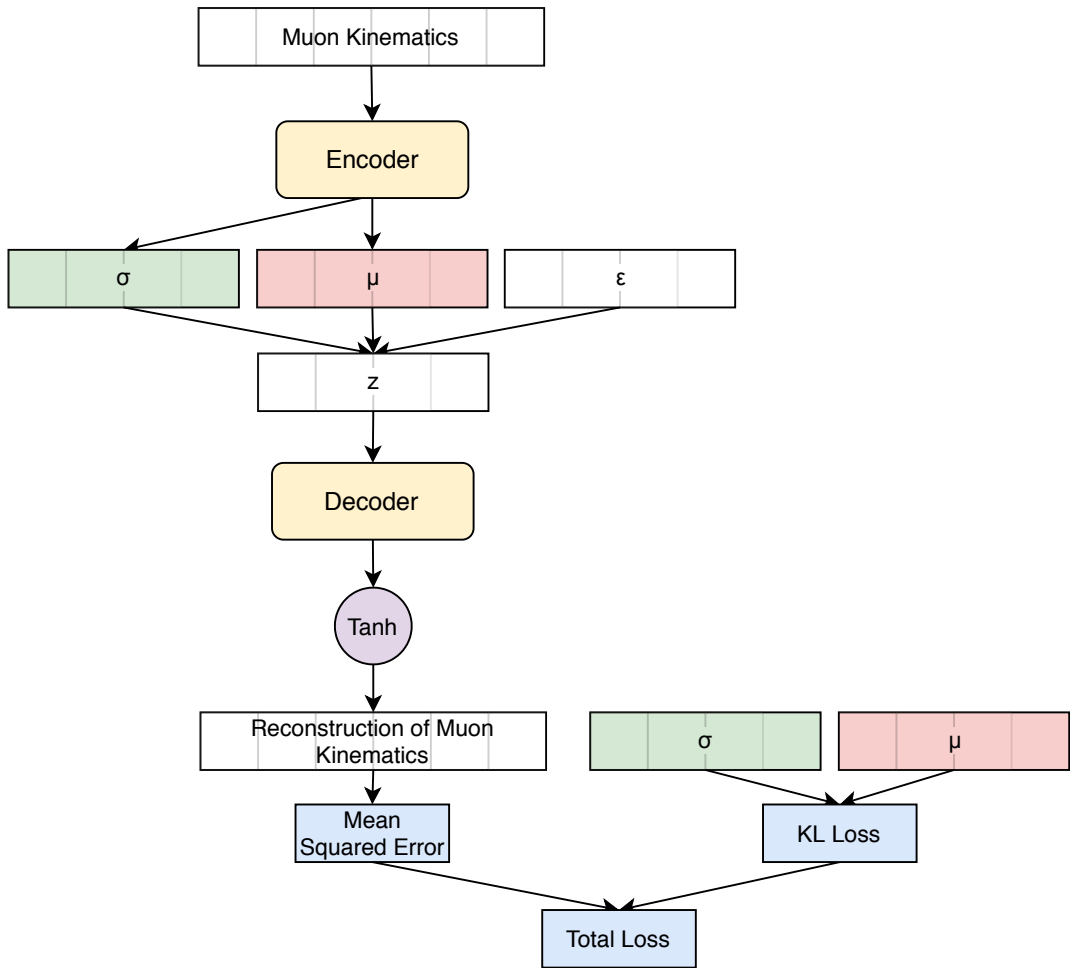 Muon Kinematics
Encoder
σ
μ
ε
z
Decoder
Tanh
Reconstruction of Muon
Kinematics
σ
μ
Mean
Squared Error
KL Loss
Total Loss